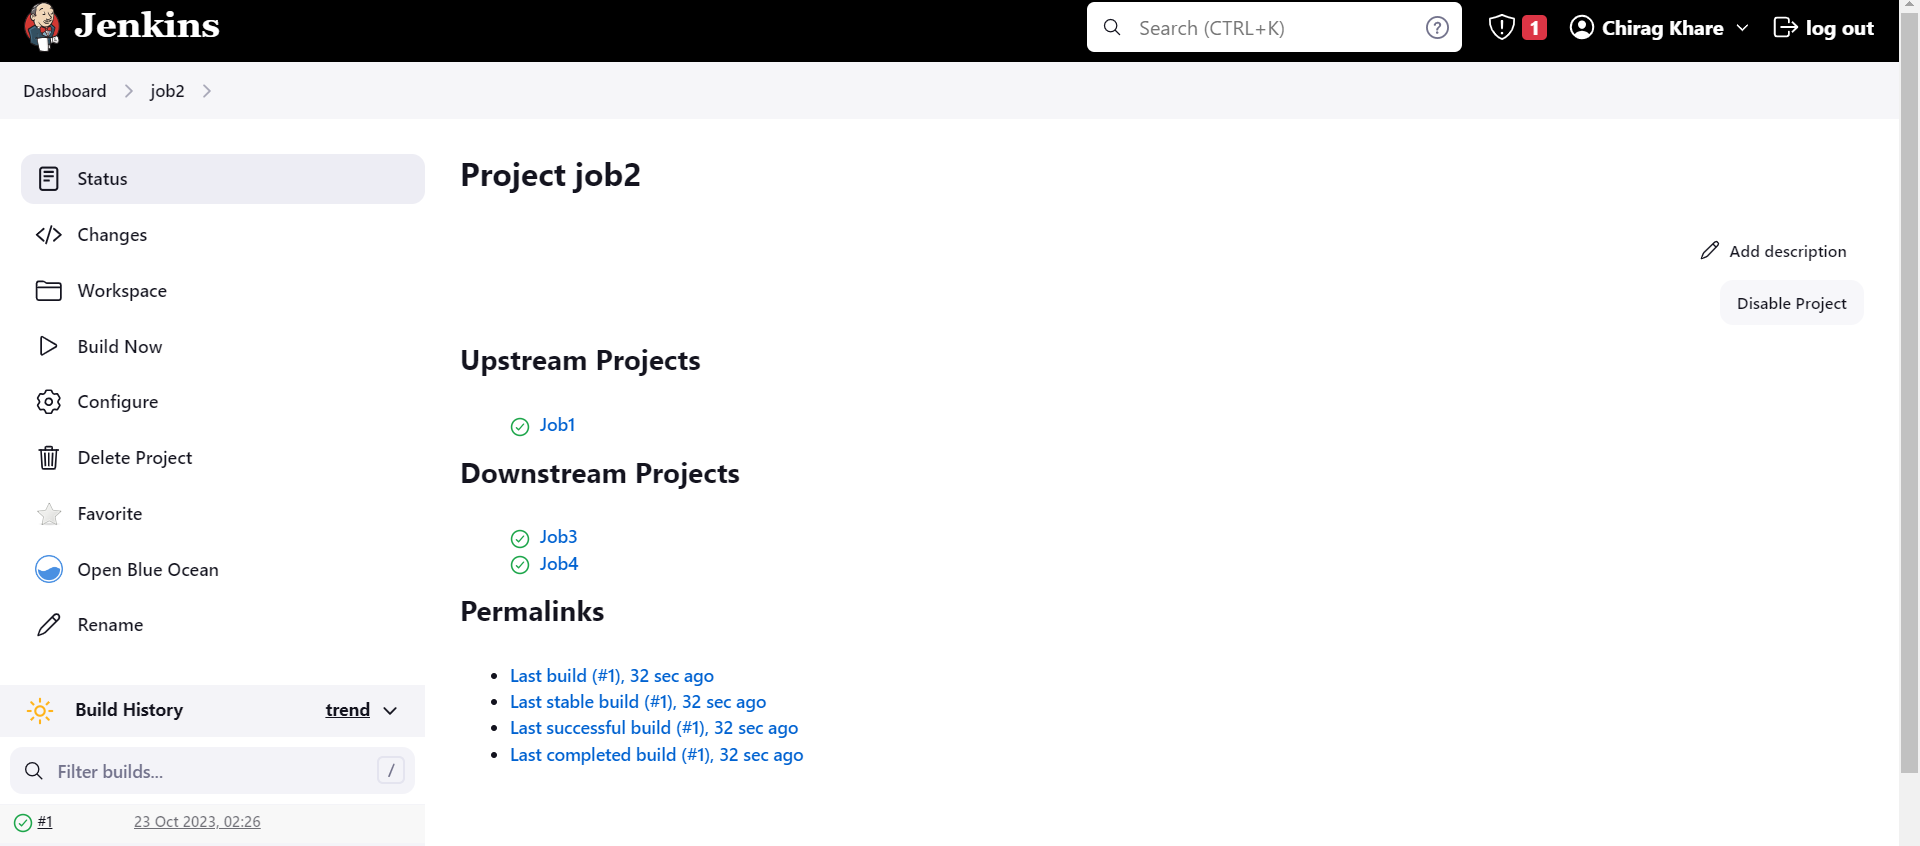 Jenkins
Search (CTRL+K)
?
1
Chirag Khare
log out
Dashboard
job2
Status
Changes
Workspace
Build Now
Configure
Delete Project
Favorite
Open Blue Ocean
Rename
Build History
trend
Filter builds...
/
#1
23 Oct 2023, 02:26
Project job2
Add description
Disable Project
Upstream Projects
Job1
Downstream Projects
Job3
Job4
Permalinks
Last build (#1), 32 sec ago
Last stable build (#1), 32 sec ago
Last successful build (#1), 32 sec ago
Last completed build (#1), 32 sec ago